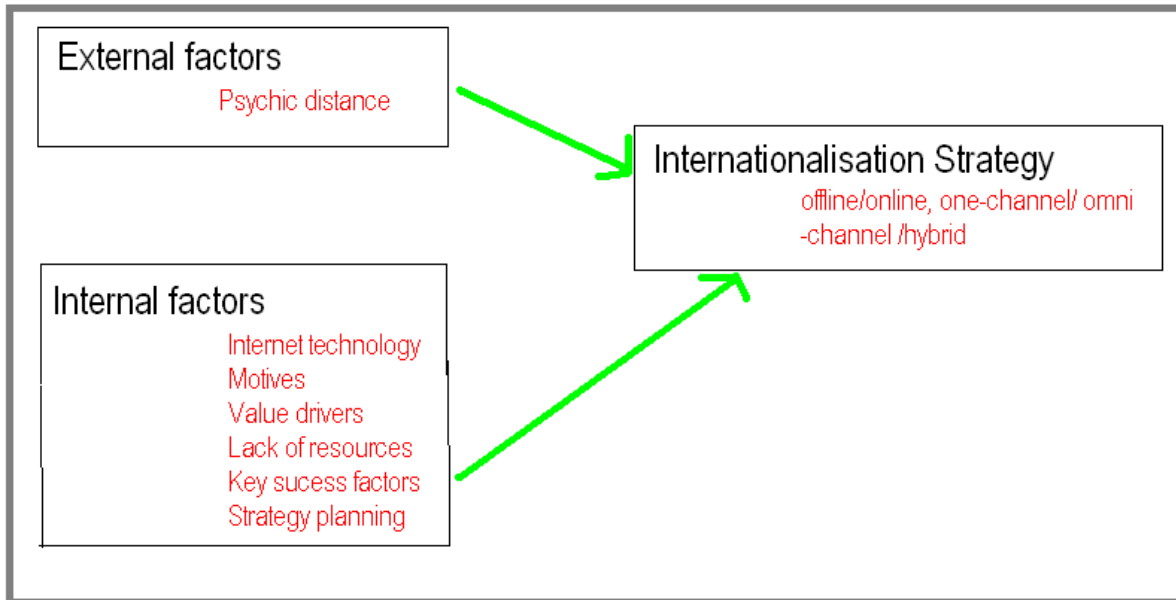 External factors
Psychic distance
Internationalisation Strategy
offline/online, one-channel/ omni
-channel /hybrid
Internal factors
Internet technology
Motives
Value drivers
Lack of resources
Key sucess factors
Strategy planning